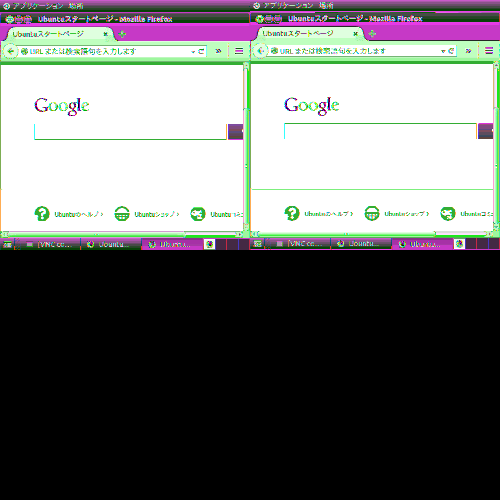 アプリケーション 場所
Ubuntuスタートページ - Mozilla Firefox
Ubuntuスタートページ
URL または検索語句を入力します
Google
Ubuntuのヘルプ
Ubuntuショップ
Ubuntuコミ
[VNC co...
Ubuntu...
Ubuntu...
アプリケーション 場所
Ubuntuスタートページ - Mozilla Firefox
Ubuntuスタートページ
URL または検索語句を入力します
Google
Ubuntuのヘルプ
Ubuntuショップ
Ubuntuコミ
[VNC co...
Ubuntu...
Ubuntu...